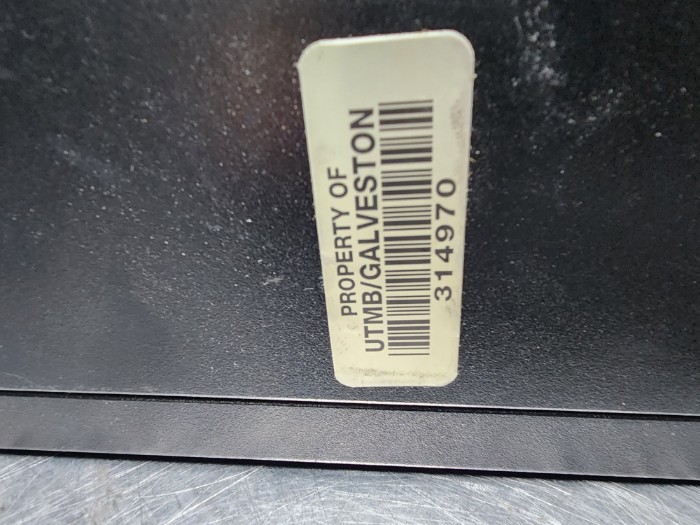 PROPERTY OF
UTMB/GALVESTON
314970